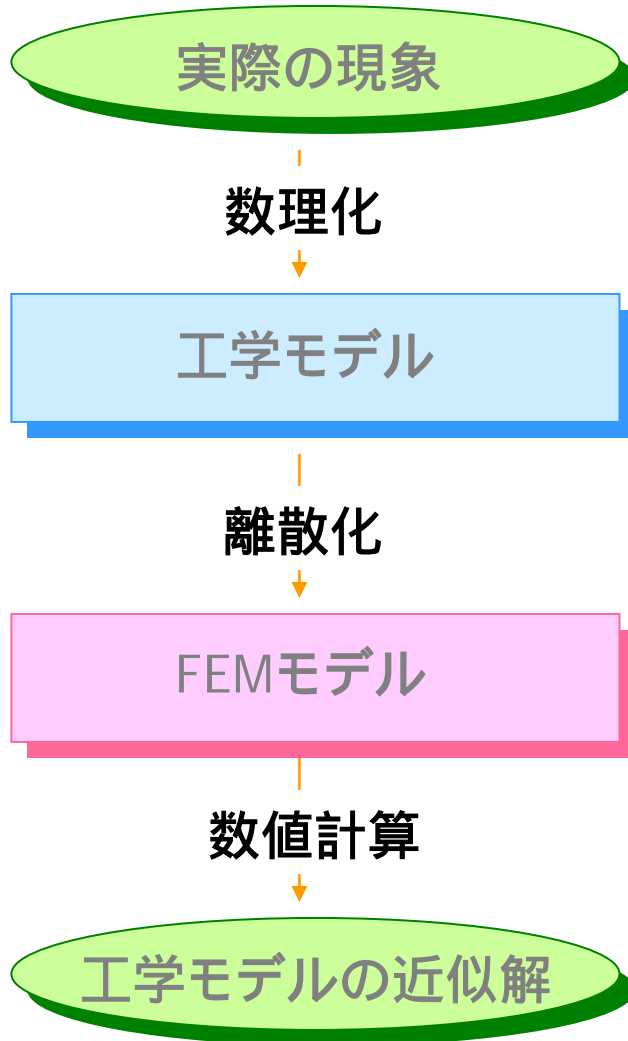 実際の現象
数理化
工学モデル
離散化
FEMモデル
数値計算
工学モデルの近似解